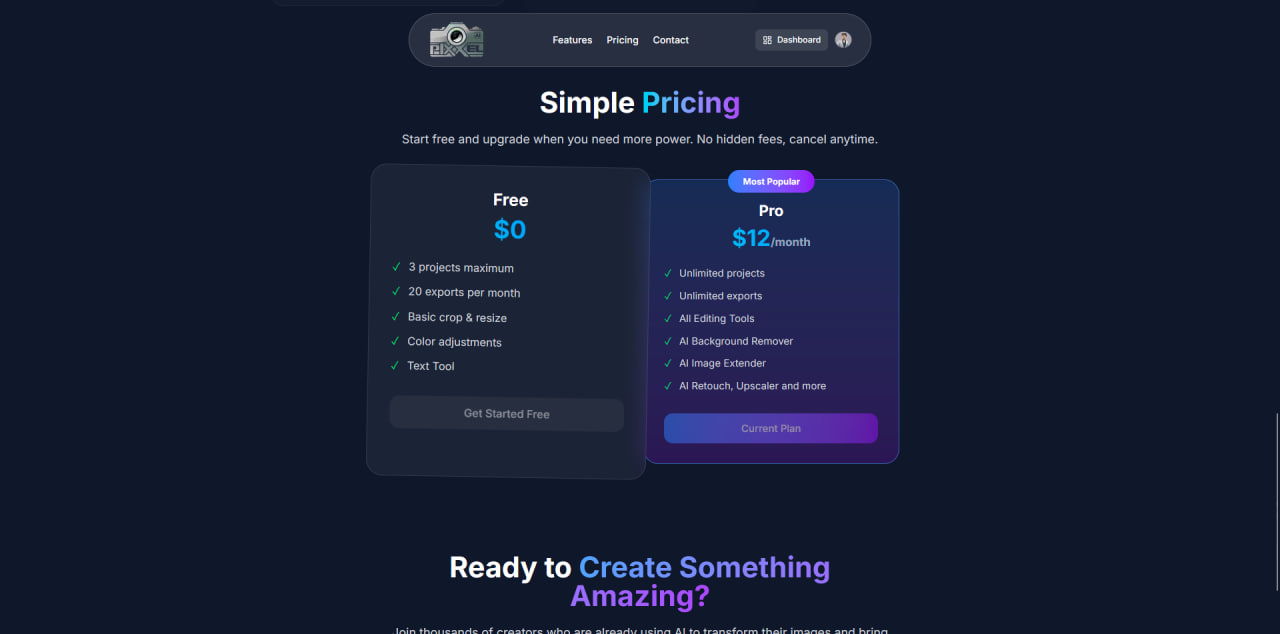 PIXXEL
AI
Features
Pricing
Contact
Dashboard
Simple Pricing
Start free and upgrade when you need more power. No hidden fees, cancel anytime.
Free
$0
✓ 3 projects maximum
✓ 20 exports per month
✓ Basic crop & resize
✓ Color adjustments
✓ Text Tool
Get Started Free
Most Popular
Pro
$12/month
✓ Unlimited projects
✓ Unlimited exports
✓ All Editing Tools
✓ AI Background Remover
✓ AI Image Extender
✓ AI Retouch, Upscaler and more
Current Plan
Ready to Create Something
Amazing?
Join thousands of creators who are already using AI to transform their images and bring